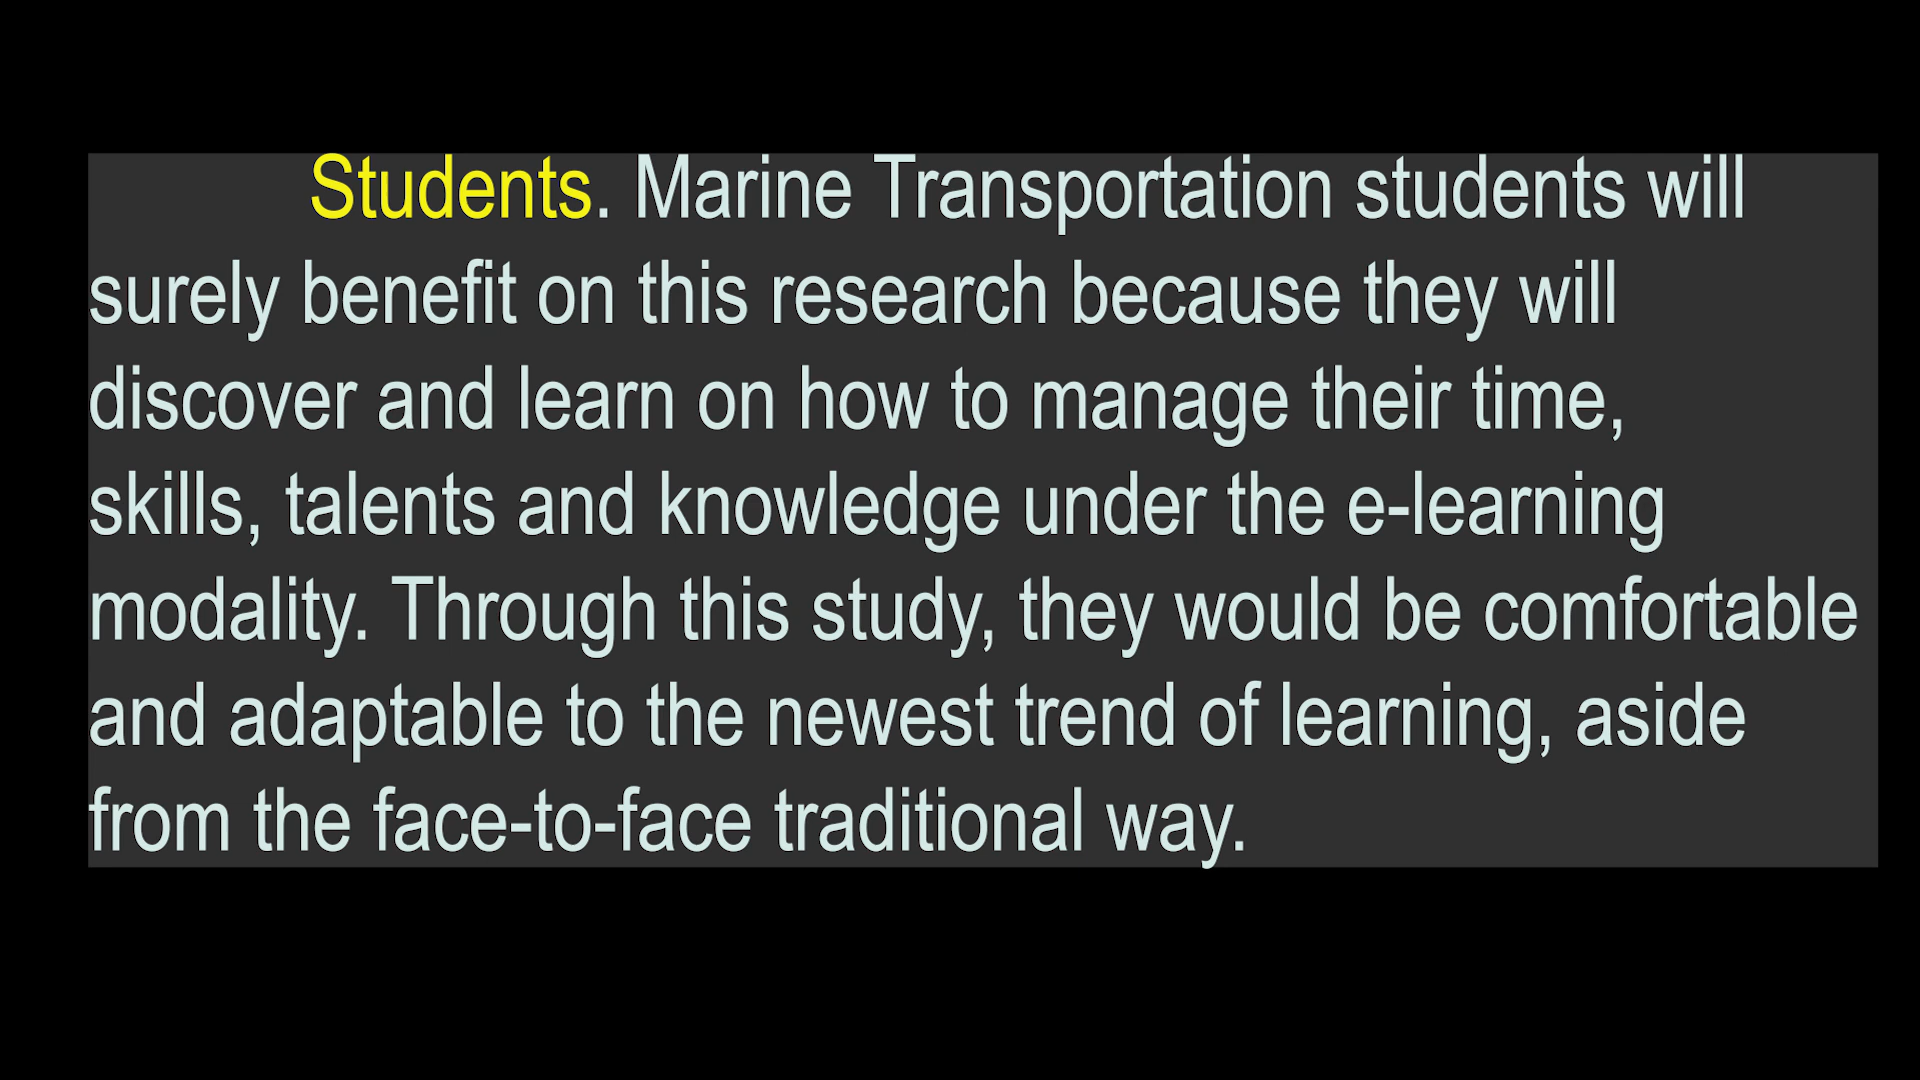 Students. Marine Transportation students will
surely benefit on this research because they will
discover and learn on how to manage their time,
skills, talents and knowledge under the e-learning
modality. Through this study, they would be comfortable
and adaptable to the newest trend of learning, aside
from the face-to-face traditional way.